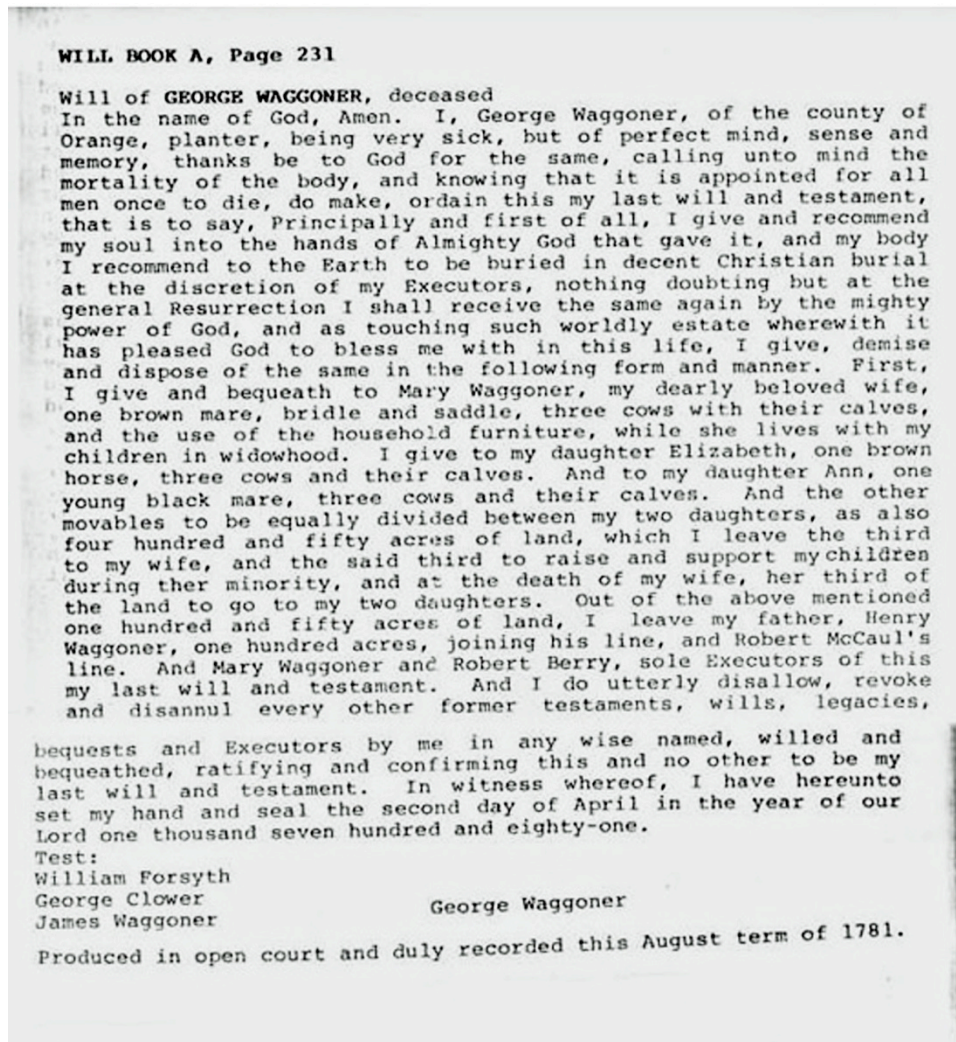 WILL BOOK A, Page 231
Will of GEORGE WAGGONER, deceased
In the name of God, Amen. I, George Waggoner, of the county of
Orange, planter, being very sick, but of perfect mind, sense and
memory, thanks be to God for the same, calling unto mind the
mortality of the body, and knowing that it is appointed for all
men once to die, do make, ordain this my last will and testament,
that is to say, Principally and first of all, I give and recommend
my soul into the hands of Almighty God that gave it, and my body
I recommend to the Earth to be buried in decent Christian burial
at the discretion of my Executors, nothing doubting but at the
general Resurrection I shall receive the same again by the mighty
power of God, and as touching such worldly estate wherewith it
has pleased God to bless me with in this life, I give, demise
and dispose of the same in the following form and manner. First,
I give and bequeath to Mary Waggoner, my dearly beloved wife,
one brown mare, bridle and saddle, three cows with their calves,
and the use of the household furniture, while she lives with my
children in widowhood. I give to my daughter Elizabeth, one brown
horse, three cows and their calves. And to my daughter Ann, one
young black mare, three cows and their calves. And the other
movables to be equally divided between my two daughters, as also
four hundred and fifty acres of land, which I leave the third
to my wife, and the said third to raise and support my children
during ther minority, and at the death of my wife, her third of
the land to go to my two daughters. Out of the above mentioned
one hundred and fifty acres of land, I leave my father, Henry
Waggoner, one hundred acres, joining his line, and Robert McCaul's
line. And Mary Waggoner and Robert Berry, sole Executors of this
my last will and testament. And I do utterly disallow, revoke
and disannul every other former testaments, wills, legacies,
bequests and Executors by me in any wise named, willed and
bequeathed, ratifying and confirming this and no other to be my
last will and testament. In witness whereof, I have hereunto
set my hand and seal the second day of April in the year of our
Lord one thousand seven hundred and eighty-one.
Test:
William Forsyth
George Clower
George Waggoner
James Waggoner
Produced in open court and duly recorded this August term of 1781.